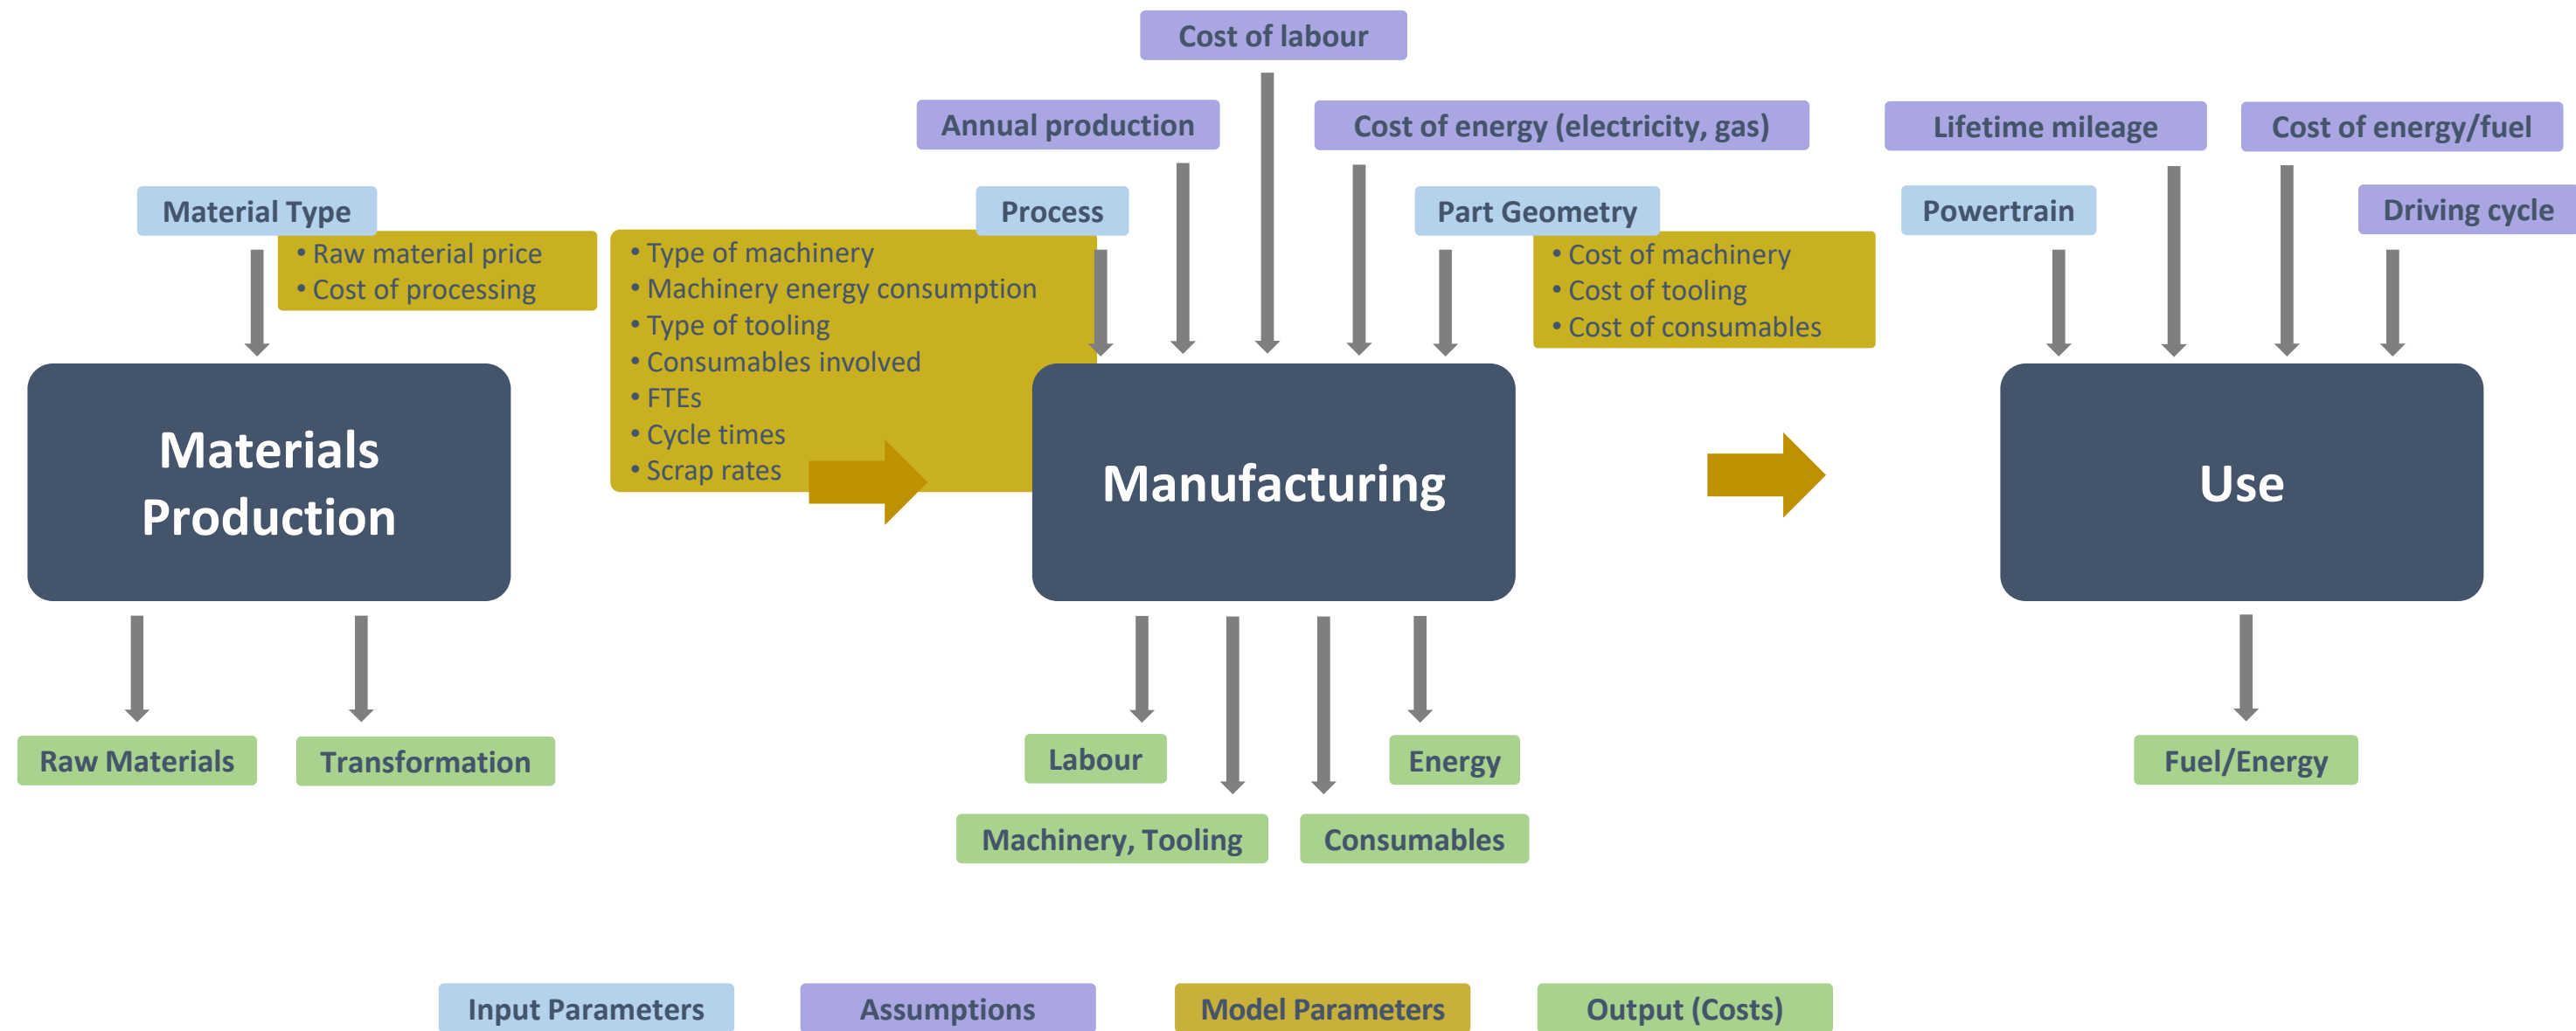 Cost of labour
Annual production
Cost of energy (electricity, gas)
Lifetime mileage
Cost of energy/fuel
Material Type
Process
Part Geometry
Powertrain
Driving cycle
• Raw material price
• Cost of processing
• Type of machinery
• Machinery energy consumption
• Type of tooling
• Consumables involved
• FTEs
• Cycle times
• Scrap rates
• Cost of machinery
• Cost of tooling
• Cost of consumables
Materials
Production
Manufacturing
Use
Raw Materials
Transformation
Labour
Energy
Machinery, Tooling
Consumables
Fuel/Energy
Input Parameters
Assumptions
Model Parameters
Output (Costs)